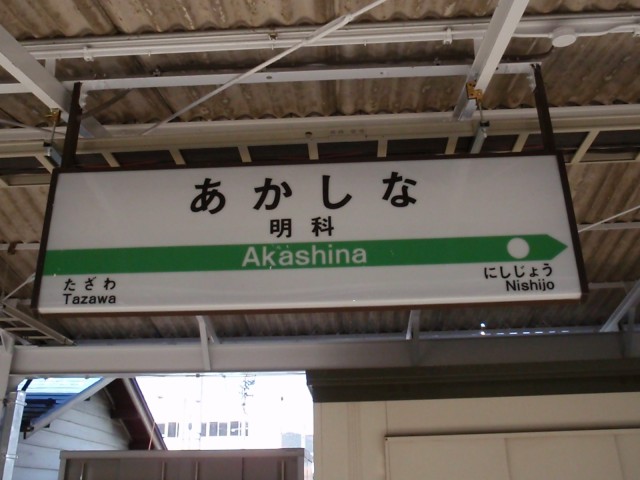 あかしな
明科
Akashina
たざわ
Tazawa
にしじょう
Nishijo